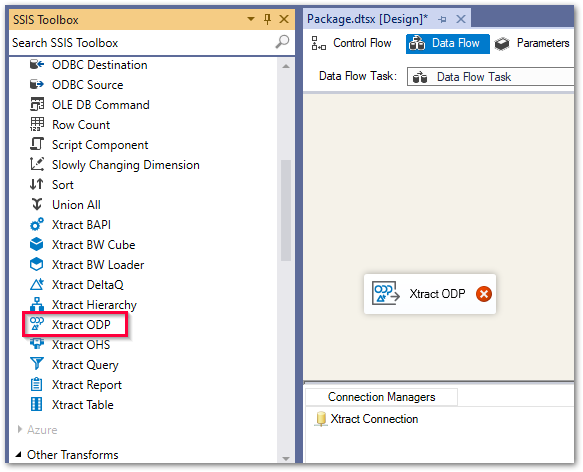 SSIS Toolbox
Search SSIS Toolbox
ODBC Destination
ODBC Source
OLE DB Command
Row Count
Script Component
Slowly Changing Dimension
Sort
Union All
Xtract BAPI
Xtract BW Cube
Xtract BW Loader
Xtract DeltaQ
Xtract Hierarchy
Xtract ODP
Xtract OHS
Xtract Query
Xtract Report
Xtract Table
Azure
Other Transforms
Package.dtsx [Design]*
Control Flow Data Flow Parameters
Data Flow Task: Data Flow Task
Xtract ODP
Connection Managers
Xtract Connection